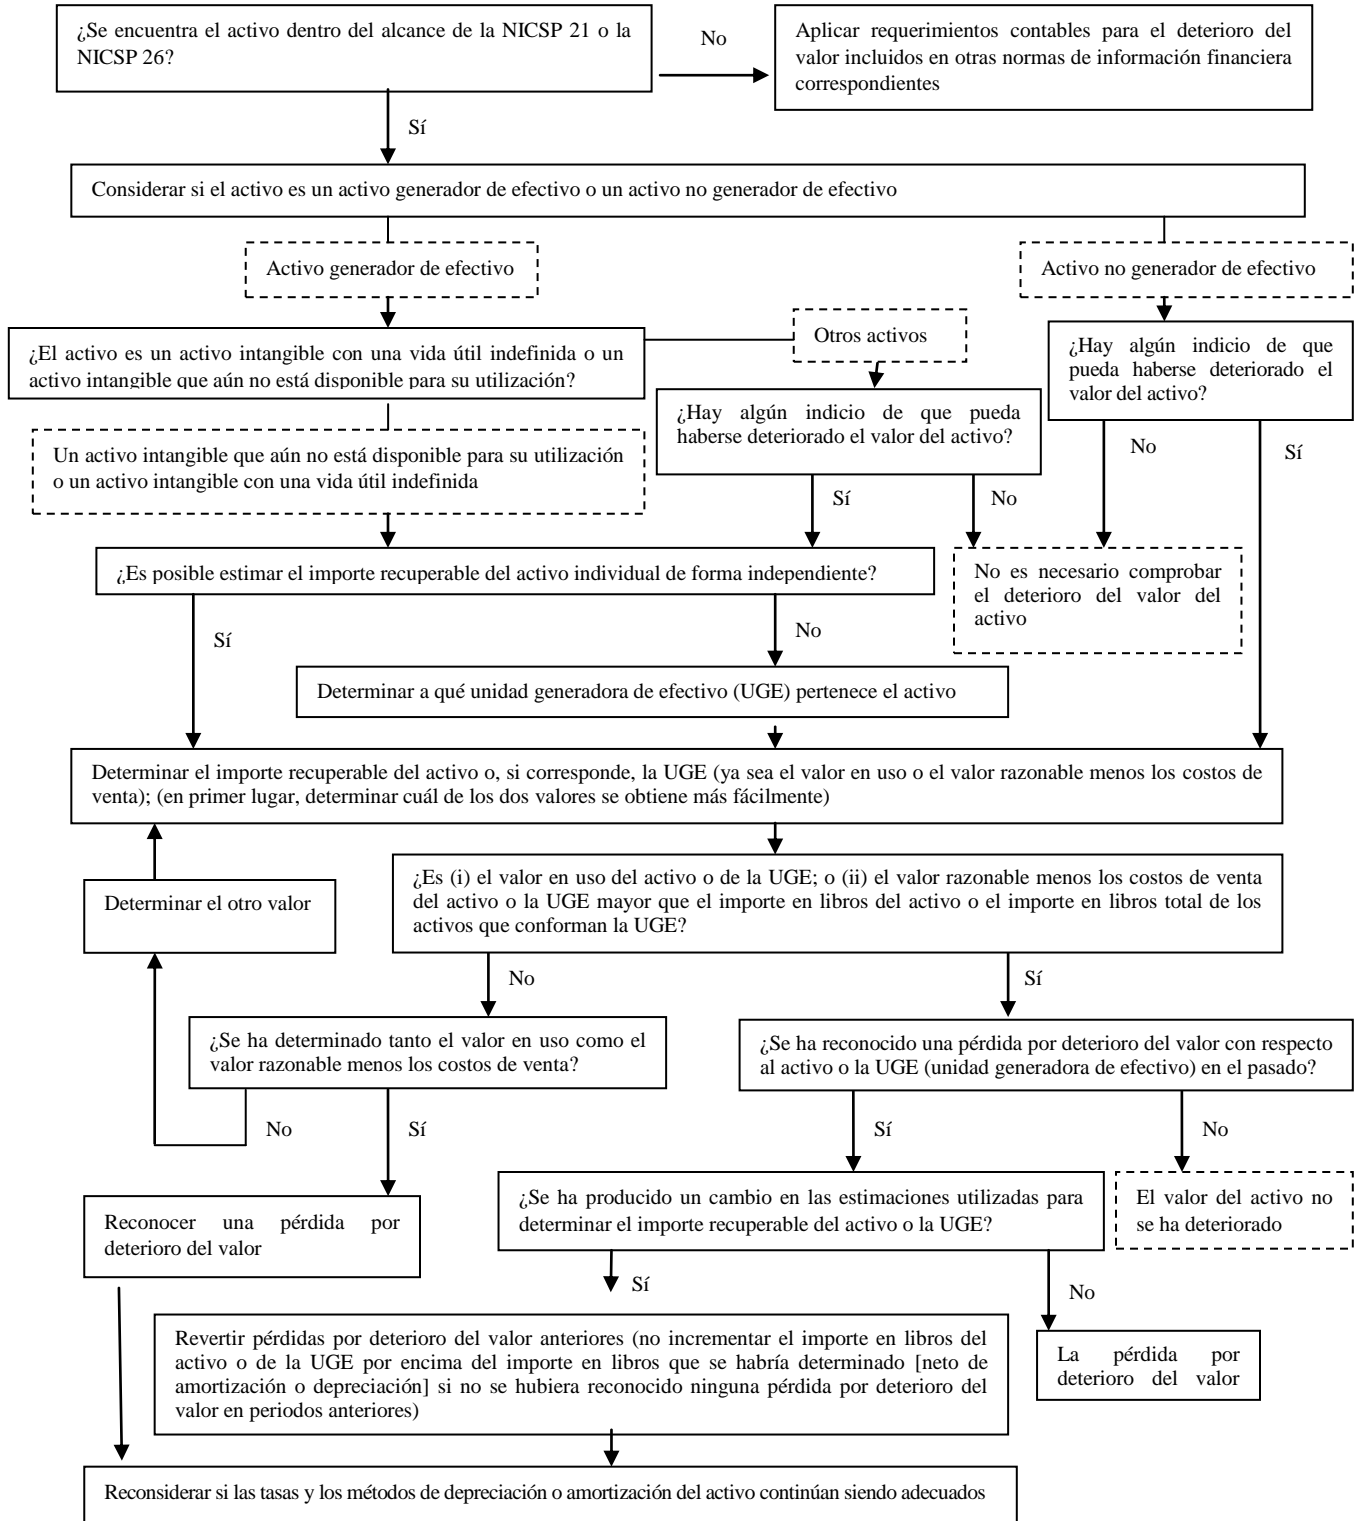 ¿Se encuentra el activo dentro del alcance de la NICSP 21 o la
NICSP 26?
No
Aplicar requerimientos contables para el deterioro del
valor incluidos en otras normas de información financiera
correspondientes
Sí
Considerar si el activo es un activo generador de efectivo o un activo no generador de efectivo
Activo generador de efectivo
Activo no generador de efectivo
¿El activo es un activo intangible con una vida útil indefinida o un
activo intangible que aún no está disponible para su utilización?
Otros activos
¿Hay algún indicio de que
pueda haberse deteriorado el
valor del activo?
¿Hay algún indicio de que pueda
haberse deteriorado el valor del activo?
Un activo intangible que aún no está disponible para su utilización
o un activo intangible con una vida útil indefinida
No
Sí
Sí
No
¿Es posible estimar el importe recuperable del activo individual de forma independiente?
No es necesario comprobar
el deterioro del valor del
activo
Sí
No
Determinar a qué unidad generadora de efectivo (UGE) pertenece el activo
Determinar el importe recuperable del activo o, si corresponde, la UGE (ya sea el valor en uso o el valor razonable menos los costos de
venta); (en primer lugar, determinar cuál de los dos valores se obtiene más fácilmente)
Determinar el otro valor
¿Es (i) el valor en uso del activo o de la UGE; o (ii) el valor razonable menos los costos de venta
del activo o la UGE mayor que el importe en libros del activo o el importe en libros total de los
activos que conforman la UGE?
No
Sí
¿Se ha determinado tanto el valor en uso como el
valor razonable menos los costos de venta?
¿Se ha reconocido una pérdida por deterioro del valor con respecto
al activo o la UGE (unidad generadora de efectivo) en el pasado?
No
Sí
Sí
No
Reconocer una pérdida por
deterioro del valor
¿Se ha producido un cambio en las estimaciones utilizadas para
determinar el importe recuperable del activo o la UGE?
El valor del activo no
se ha deteriorado
Sí
No
Revertir pérdidas por deterioro del valor anteriores (no incrementar el importe en libros del
activo o de la UGE por encima del importe en libros que se habría determinado [neto de
amortización o depreciación] si no se hubiera reconocido ninguna pérdida por deterioro del
valor en periodos anteriores)
La pérdida por
deterioro del valor
Reconsiderar si las tasas y los métodos de depreciación o amortización del activo continúan siendo adecuados